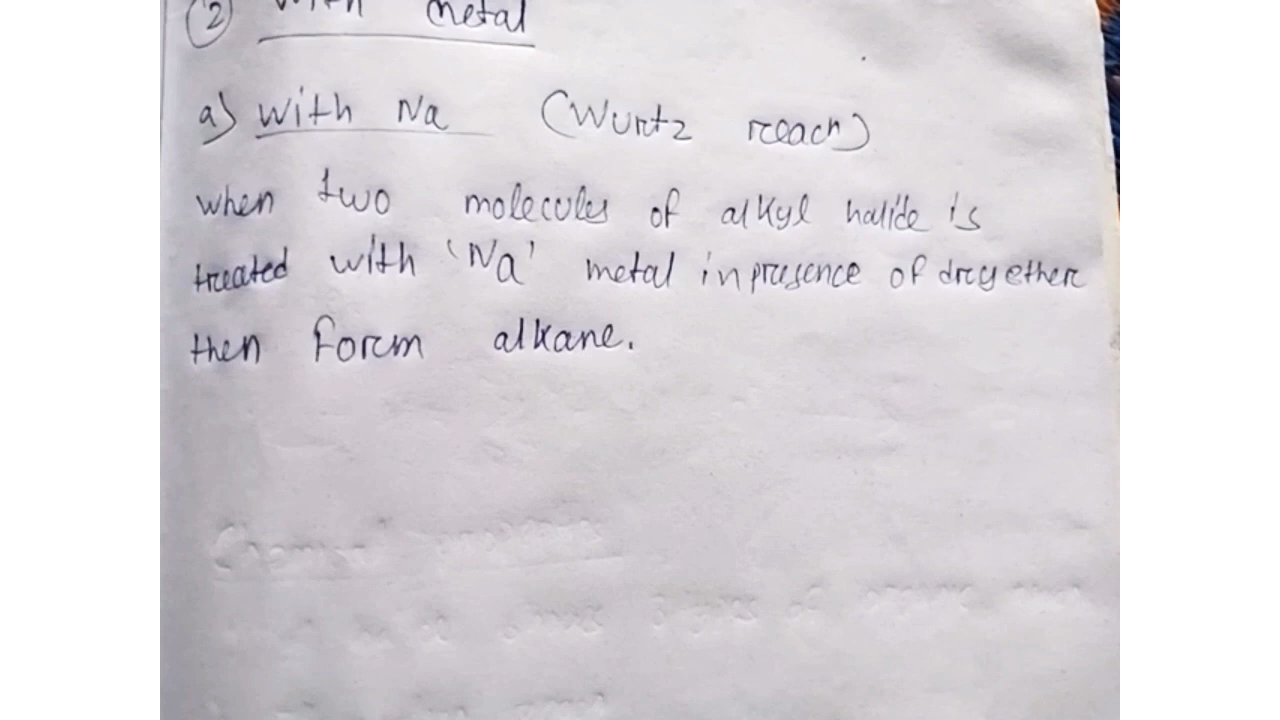 ② with metal
a) with Na (Wurtz reacn)
when two molecules of alkyl halide is
treated with 'Na' metal in presence of dry ether
then form alkane.